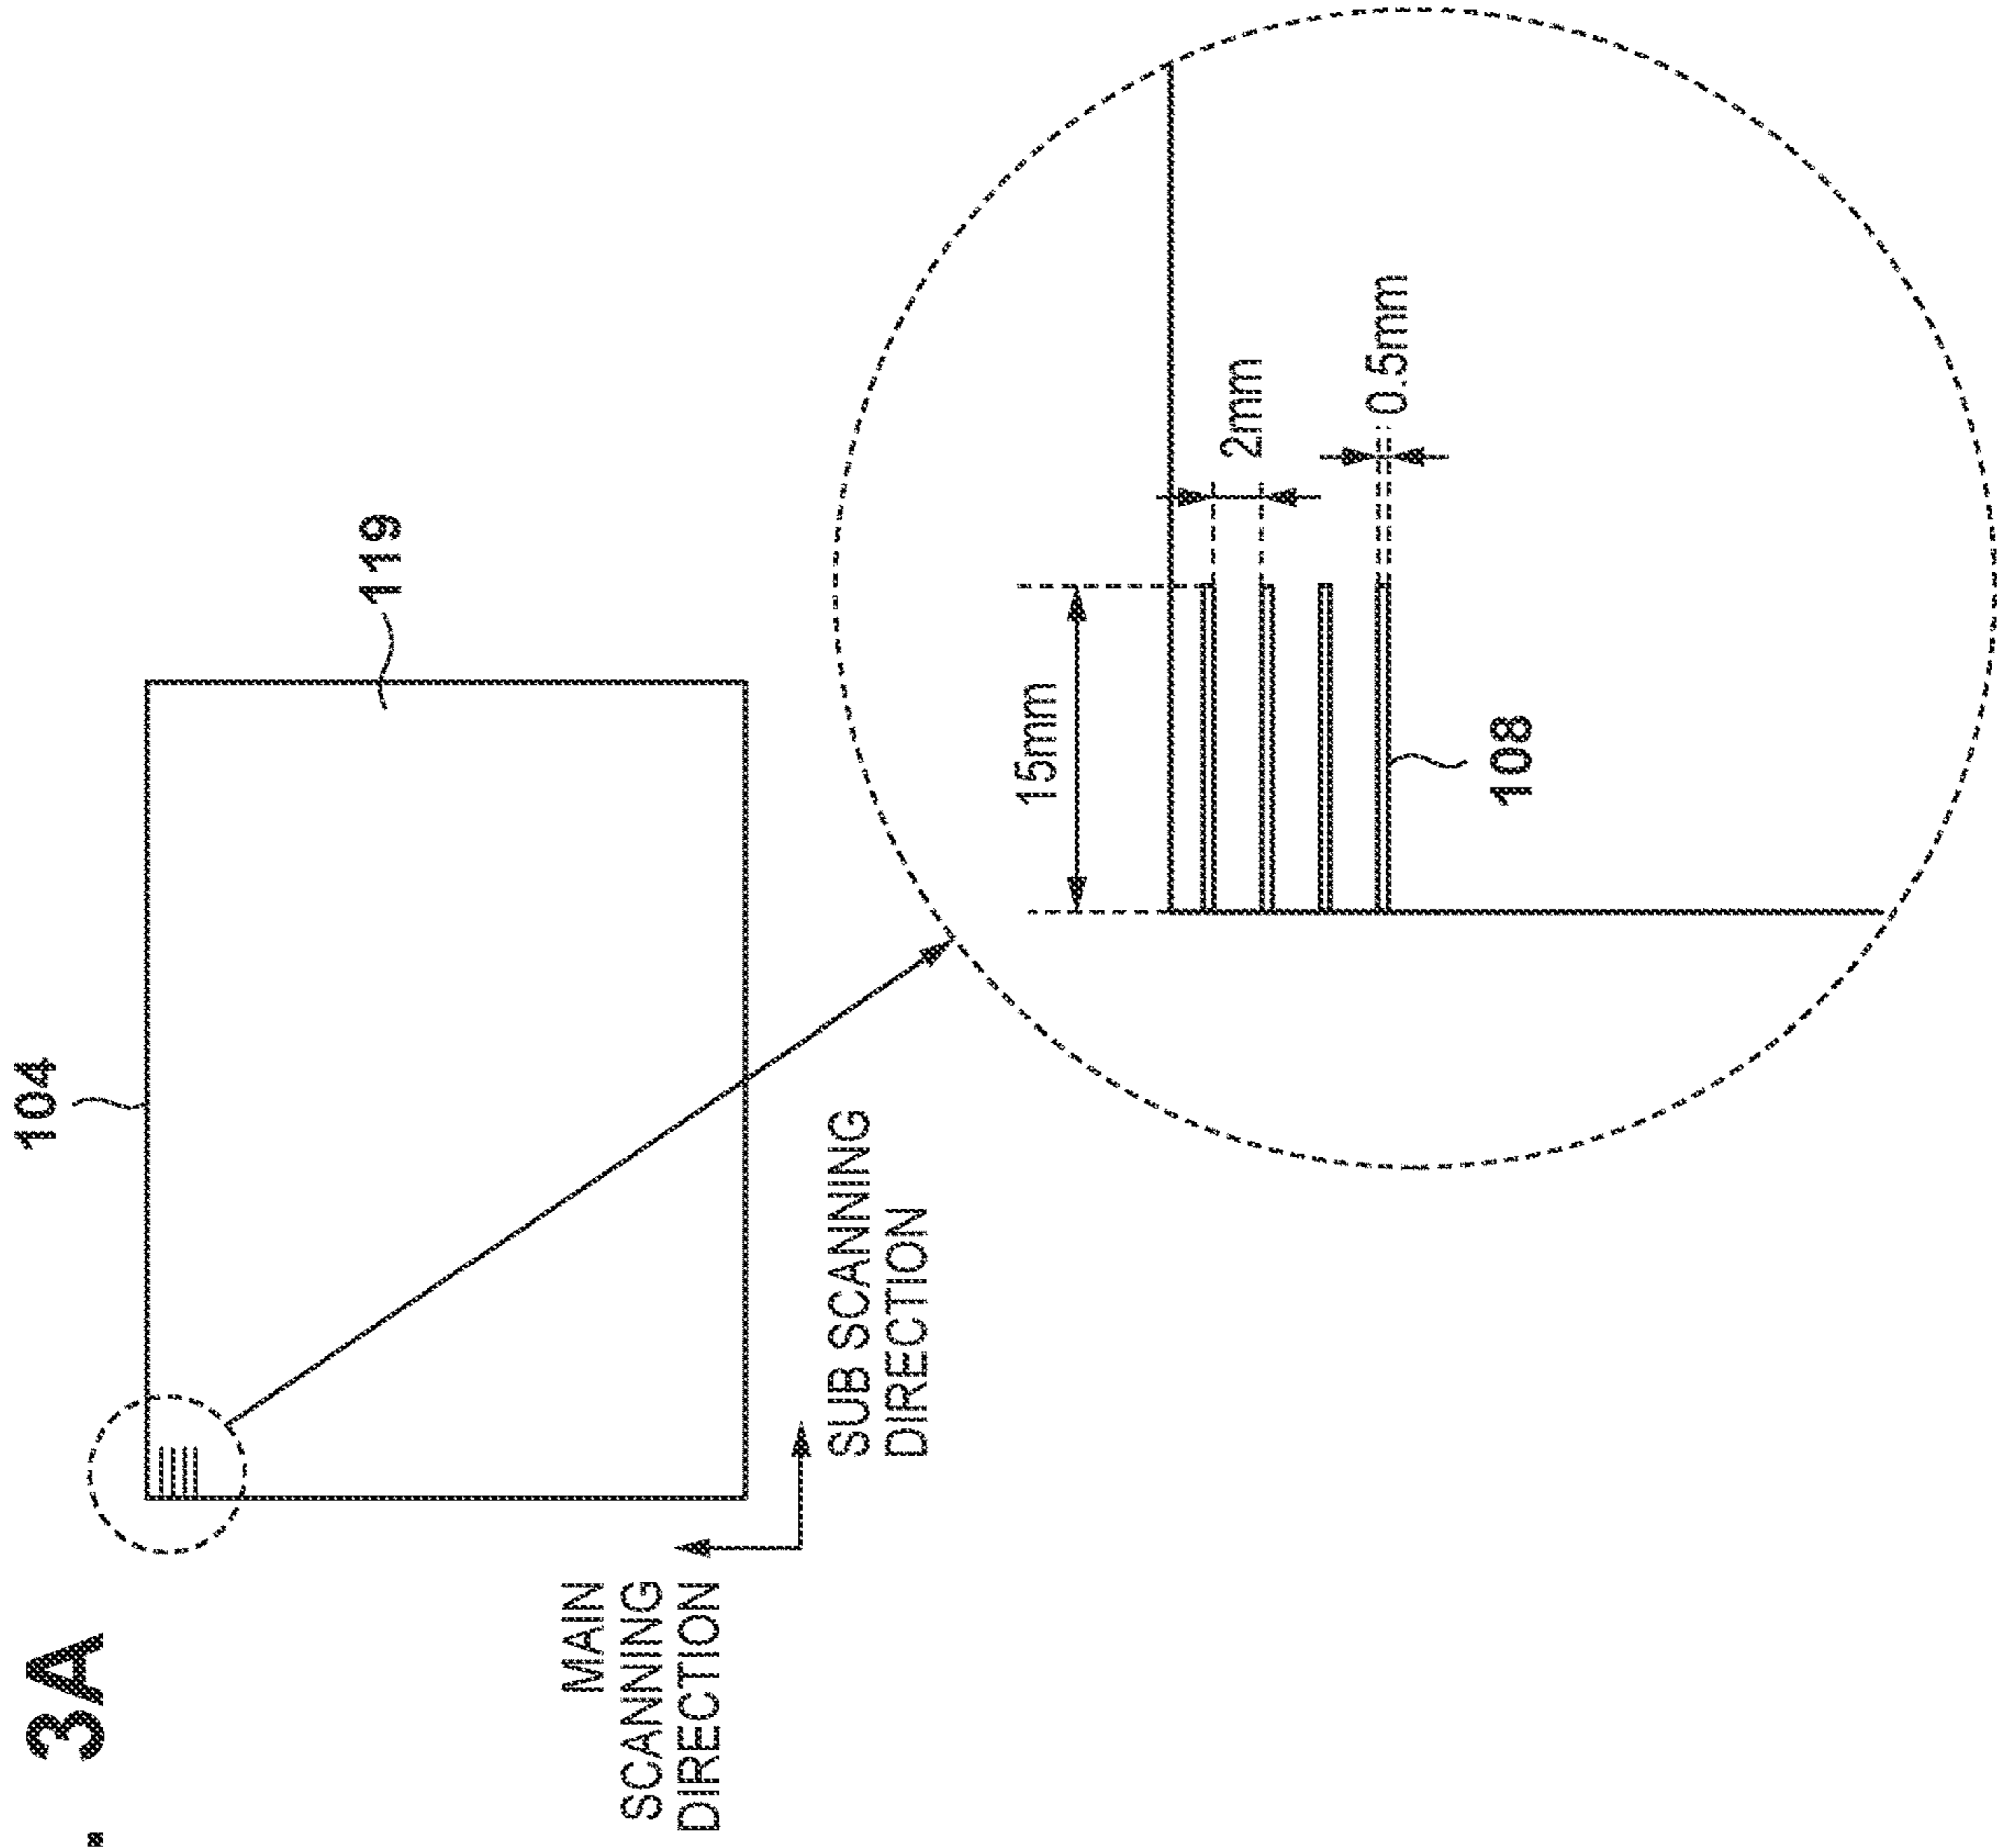 . 3A
104
119
MAIN
SCANNING
DIRECTION
SUB SCANNING
DIRECTION
15mm
2mm
0.5mm
108